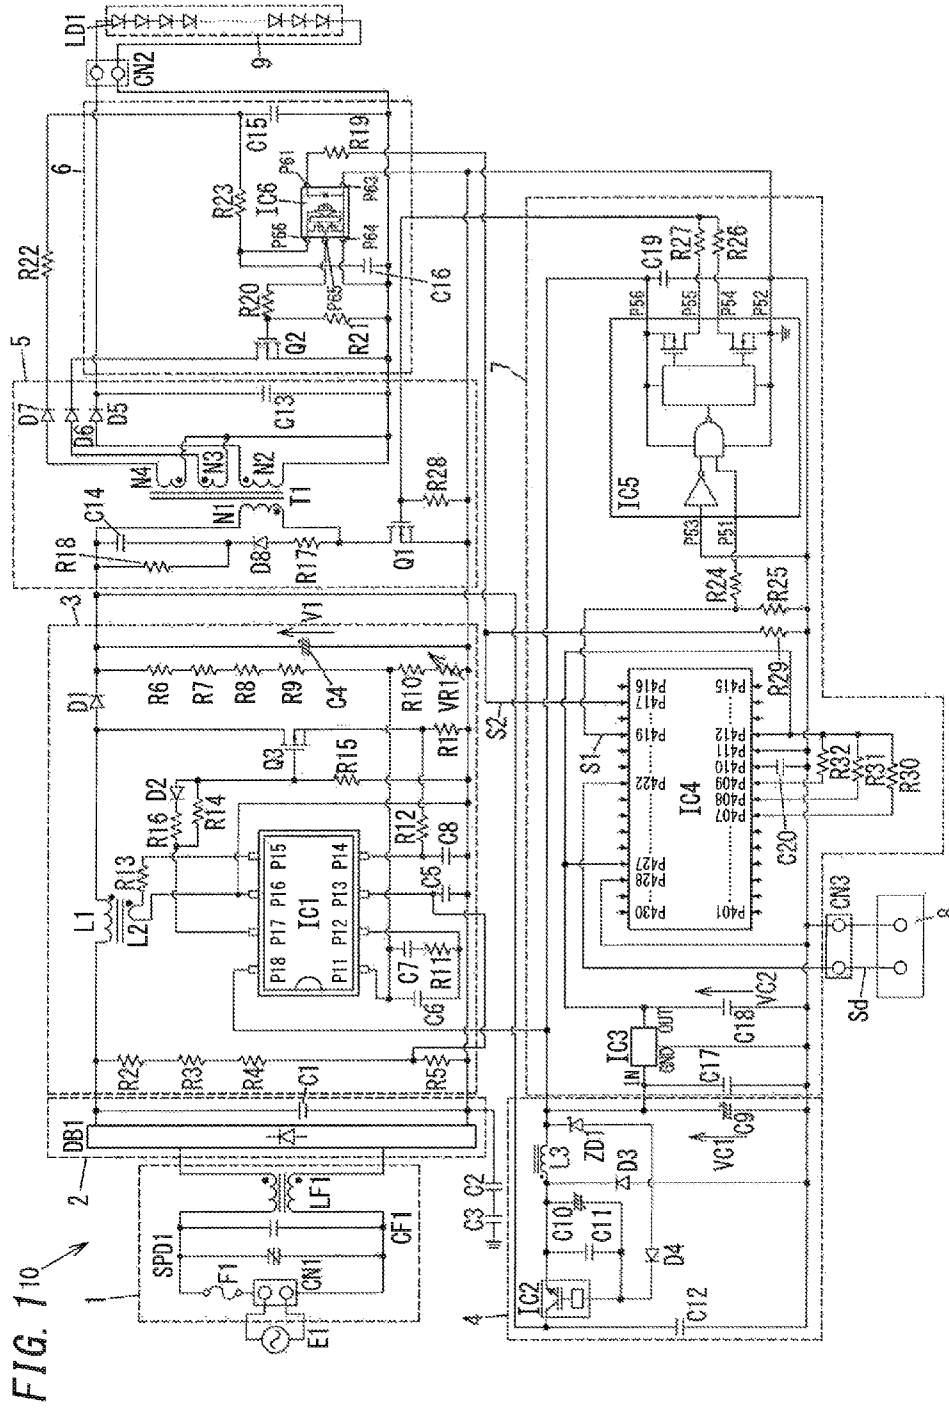 FIG. 1
10
1
SPD1
F1
CN1
E1
CF1
LF1
2
DB1
C1
C2
C3
3
L1
L2
R13
R16
D2
R14
R15
Q3
D1
R6
R7
R8
R9
R10
VR1
C4
V1
R1
R12
C8
C5
P15
P16
P17
P18
IC1
P14
P13
P12
P11
C7
R11
C6
R2
R3
R4
R5
5
R18
C14
D8
R17
N1
T1
N4
N3
N2
D7
D6
D5
C13
Q1
R28
6
R22
R23
C15
IC6
P61
P63
P64
P65
P66
R19
R20
R21
Q2
C16
CN2
LD1
9
4
IC2
C10
C11
C12
D3
D4
L3
ZD1
VC1
C9
7
IC3
IN
OUT
GND
C17
C18
VC2
S1
S2
IC4
P430
P428
P427
P422
P419
P417
P416
P401
P407
P408
P409
P410
P411
P412
P415
C20
R32
R31
R30
R29
R25
R24
IC5
P53
P51
P56
P55
P54
P52
C19
R27
R26
CN3
Sd
8